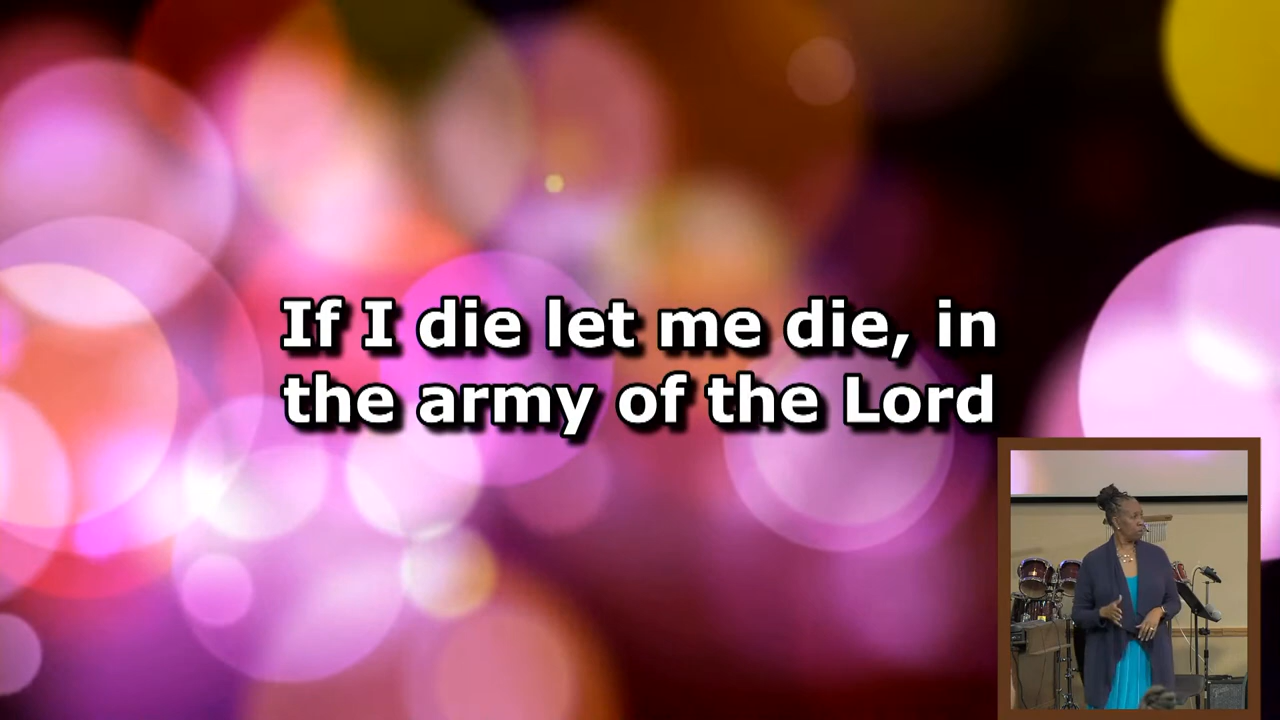 If I die let me die, in
the army of the Lord